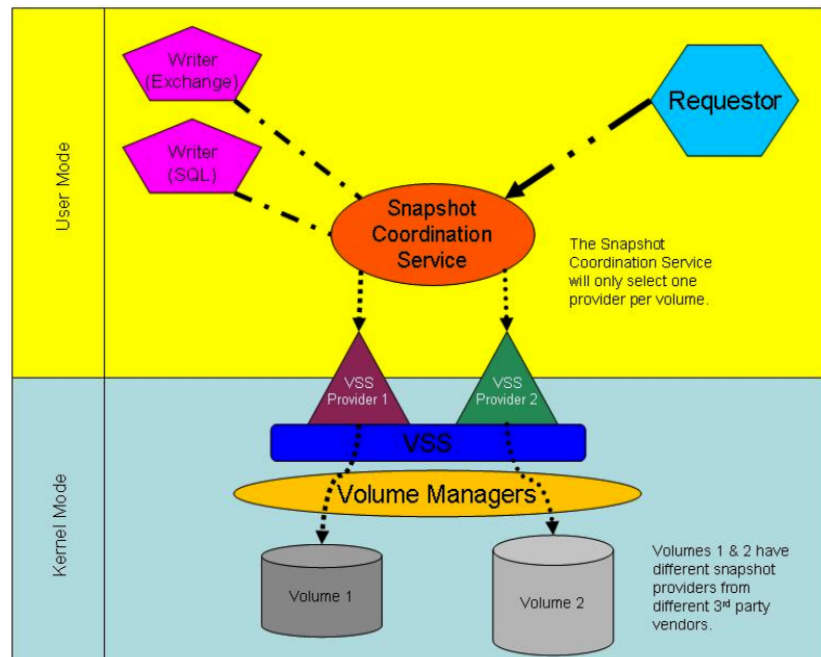 User Mode
Writer
(Exchange)
Requestor
Writer
(SQL)
Snapshot
Coordination
Service
The Snapshot
Coordination Service
will only select one
provider per volume.
VSS
Provider 1
VSS
Provider 2
Kernel Mode
VSS
Volume Managers
Volume 1
Volume 2
Volumes 1 & 2 have
different snapshot
providers from
different 3rd party
vendors.